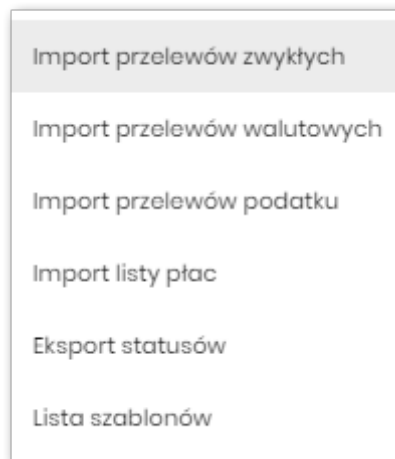 Import przelewów zwykłych
Import przelewów walutowych
Import przelewów podatku
Import listy płac
Eksport statusów
Lista szablonów